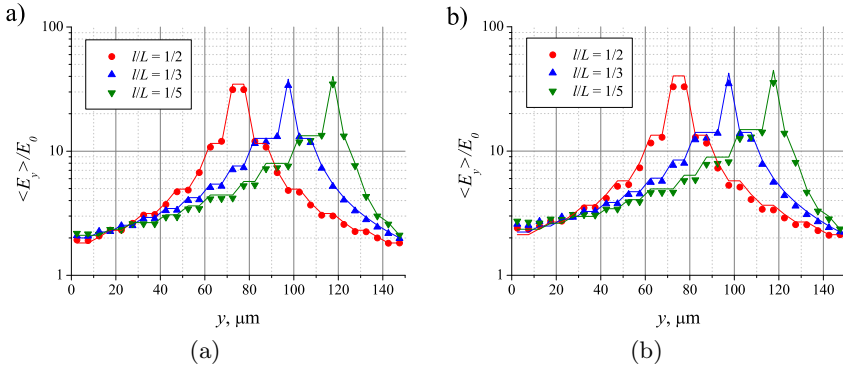 a)
100
10
1
<E_y>/E_0
l/L = 1/2
l/L = 1/3
l/L = 1/5
0 20 40 60 80 100 120 140
y, μm
(a)
b)
100
10
1
<E_y>/E_0
l/L = 1/2
l/L = 1/3
l/L = 1/5
0 20 40 60 80 100 120 140
y, μm
(b)